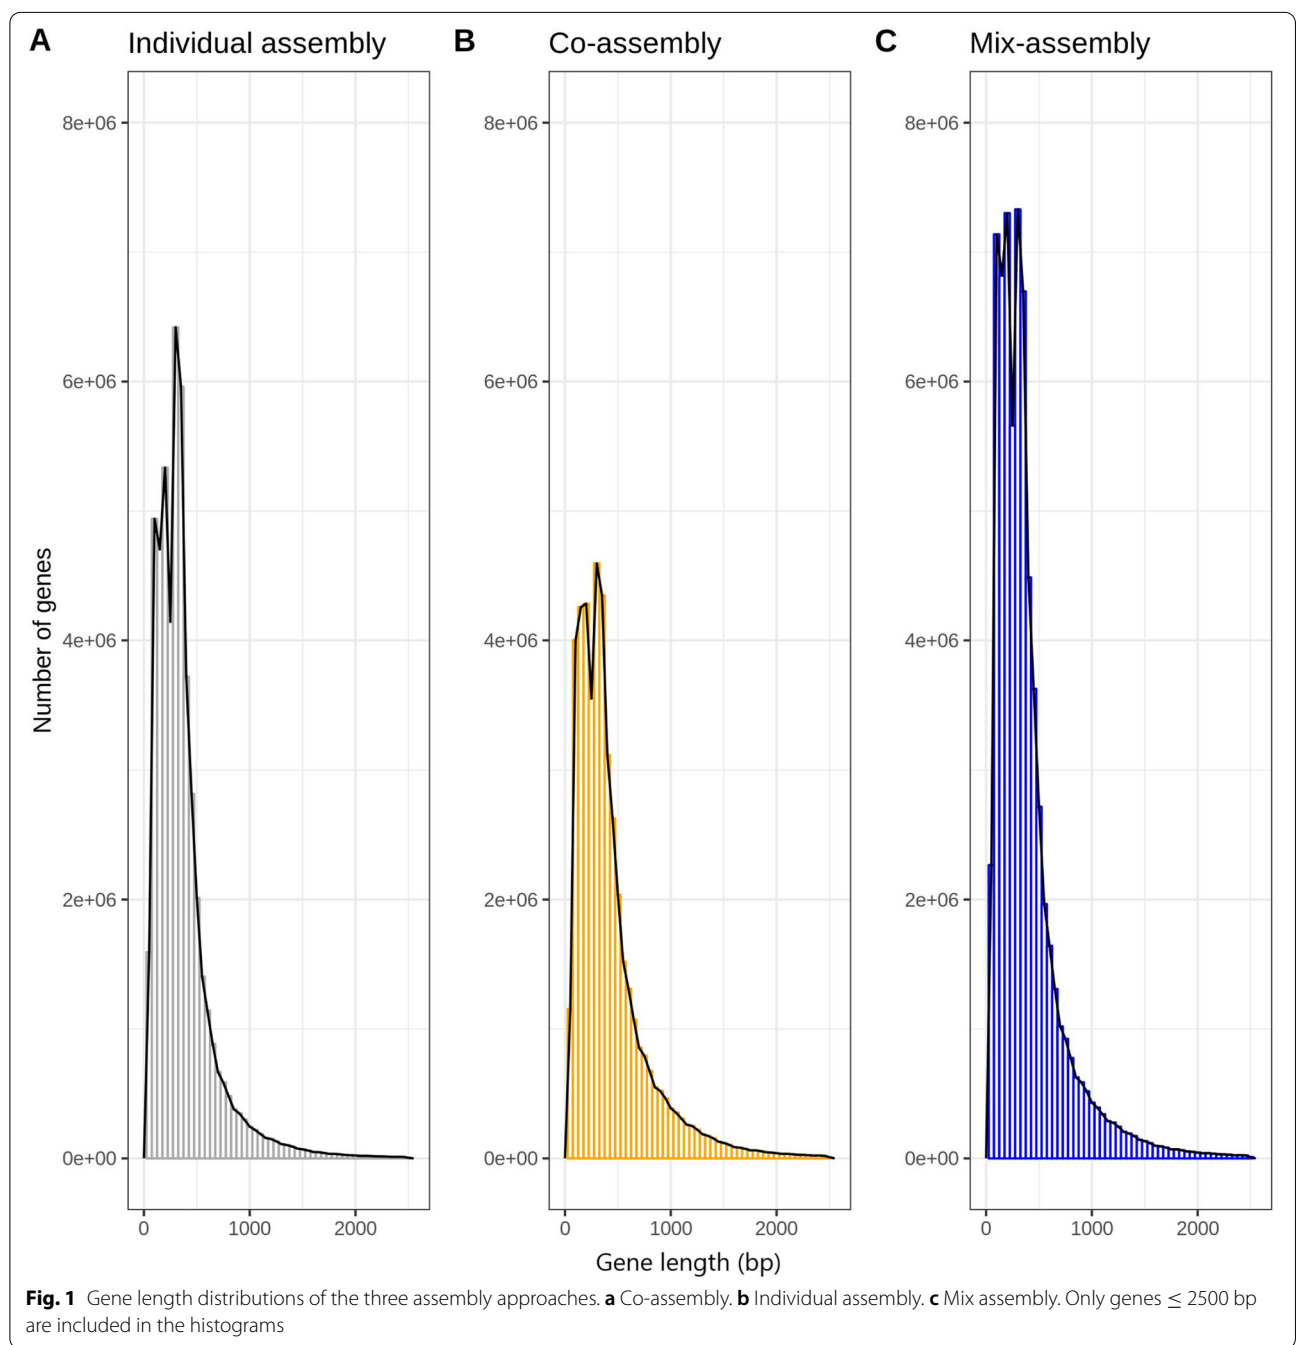 A Individual assembly B Co-assembly C Mix-assembly
8e+06 8e+06 8e+06
6e+06 6e+06 6e+06
Number of genes
4e+06 4e+06 4e+06
2e+06 2e+06 2e+06
0e+00 0e+00 0e+00
0 1000 2000 0 1000 2000 0 1000 2000
Gene length (bp)
Fig. 1 Gene length distributions of the three assembly approaches. a Co-assembly. b Individual assembly. c Mix assembly. Only genes ≤ 2500 bp
are included in the histograms